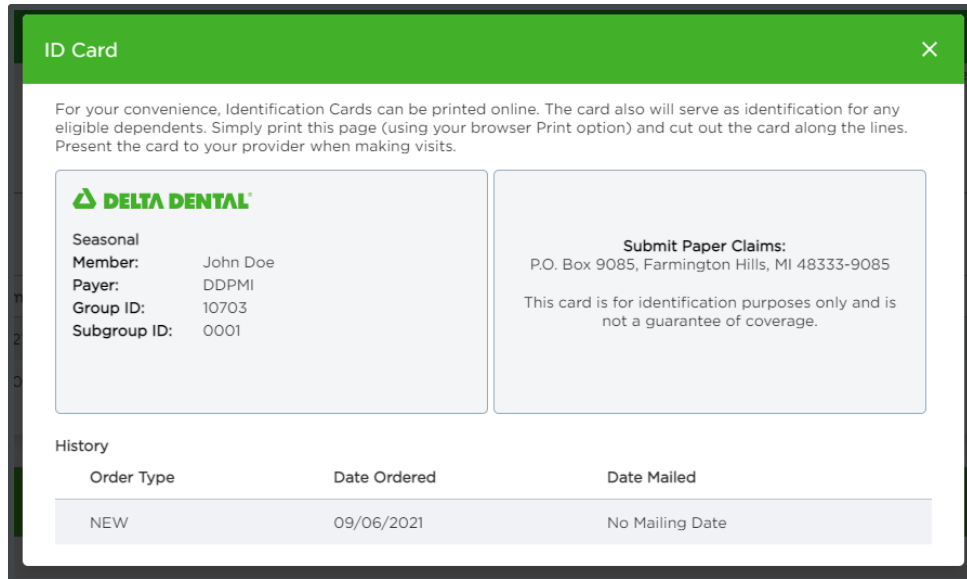 ID Card
For your convenience, Identification Cards can be printed online. The card also will serve as identification for any
eligible dependents. Simply print this page (using your browser Print option) and cut out the card along the lines.
Present the card to your provider when making visits.
DELTA DENTAL®
Seasonal
Member: John Doe
Payer: DDPMI
Group ID: 10703
Subgroup ID: 0001
Submit Paper Claims:
P.O. Box 9085, Farmington Hills, MI 48333-9085
This card is for identification purposes only and is
not a guarantee of coverage.
History
Order Type Date Ordered Date Mailed
NEW 09/06/2021 No Mailing Date